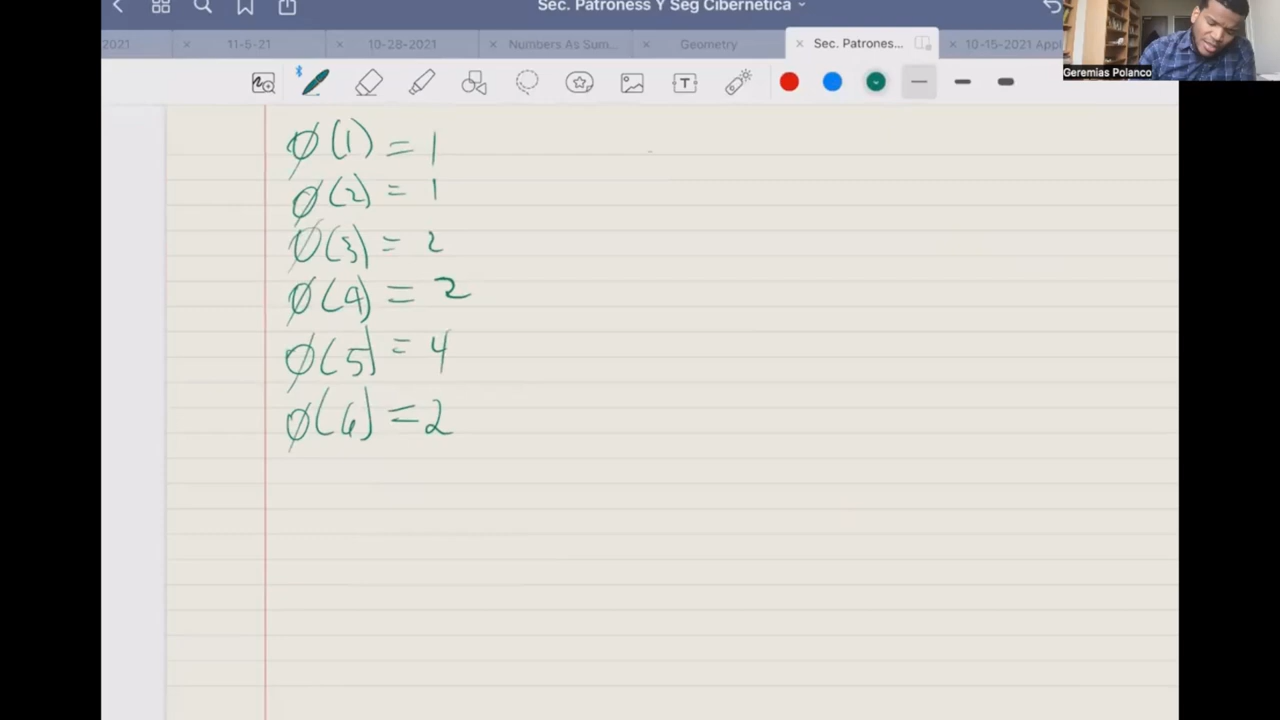 Sec. Patroness Y Seg Cibernetica
2021
11-5-21
10-28-2021
Numbers As Sum...
Geometry
Sec. Patrones...
10-15-2021 Appl
Geremias Polanco
T
∅(1) = 1
∅(2) = 1
∅(3) = 2
∅(4) = 2
∅(5) = 4
∅(6) = 2